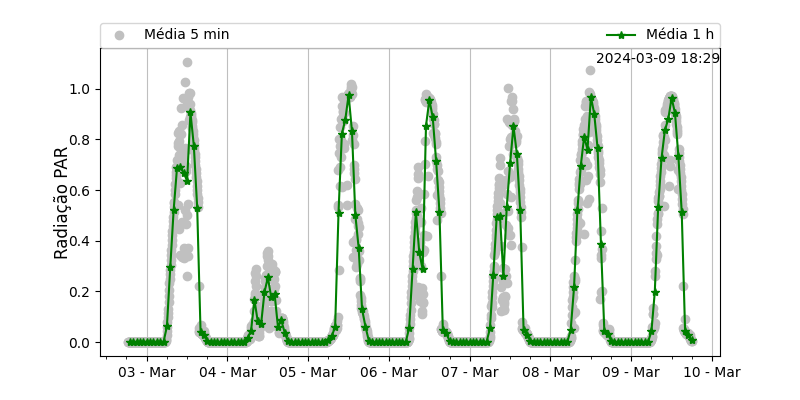 Média 5 min
Média 1 h
2024-03-09 18:29
Radiação PAR
1.0
0.8
0.6
0.4
0.2
0.0
03 - Mar
04 - Mar
05 - Mar
06 - Mar
07 - Mar
08 - Mar
09 - Mar
10 - Mar